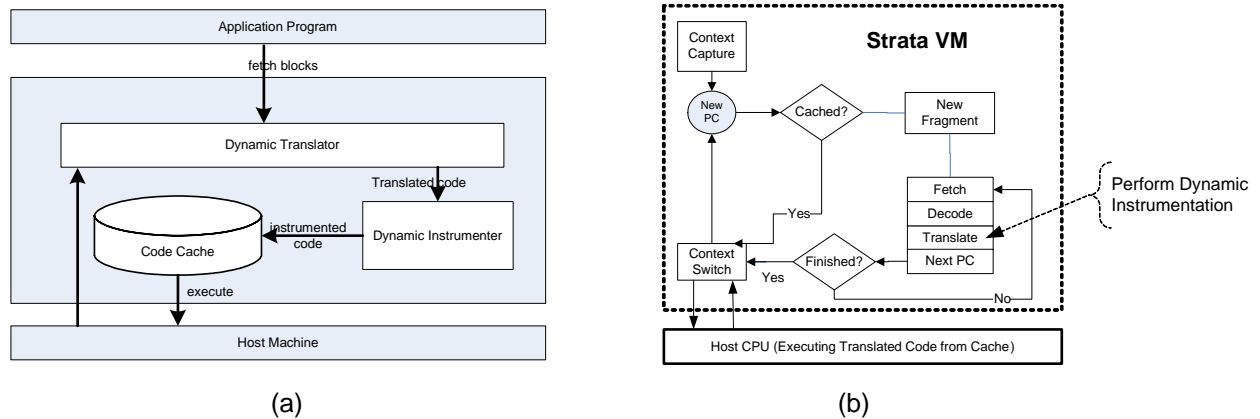 Application Program
fetch blocks
Dynamic Translator
Translated code
instrumented
code
Dynamic Instrumenter
Code Cache
execute
Host Machine
(a)
Context
Capture
Strata VM
New
PC
Cached?
New
Fragment
Fetch
Decode
Translate
Next PC
Perform Dynamic
Instrumentation
Yes
Context
Switch
Yes
Finished?
No
Host CPU (Executing Translated Code from Cache)
(b)